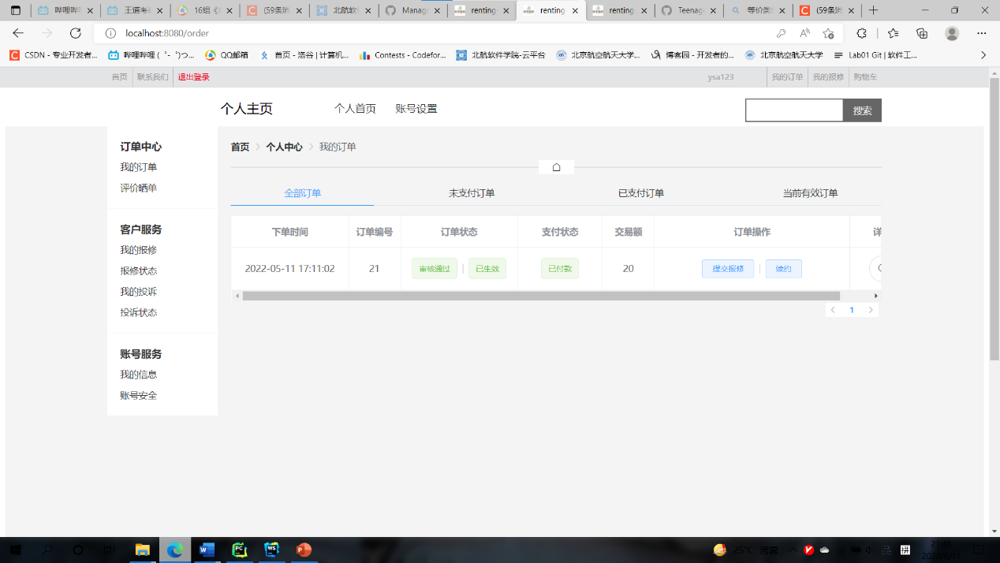 哔哩哔哩
王道考
16组《
(59条消
北航软
Manage
renting
renting
renting
Teenag
等价类
(59条消
localhost:8080/order
CSDN - 专业开发者...
哔哩哔哩 (゜-゜)つ...
QQ邮箱
首页 - 洛谷 | 计算机...
Contests - Codefor...
北航软件学院-云平台
北京航空航天大学...
博客园 - 开发者的...
北京航空航天大学
Lab01 Git | 软件工...
首页 联系我们 退出登录 ysa123 我的订单 我的报修 购物车
个人主页 个人首页 账号设置 搜索
订单中心
我的订单
评价晒单
客户服务
我的报修
报修状态
我的投诉
投诉状态
账号服务
我的信息
账号安全
首页 > 个人中心 > 我的订单
全部订单 未支付订单 已支付订单 当前有效订单
下单时间 订单编号 订单状态 支付状态 交易额 订单操作 详
2022-05-11 17:11:02 21 审核通过 | 已生效 已付款 20 提交报修 | 续约
1
25°C
英
拼
2022/6/11